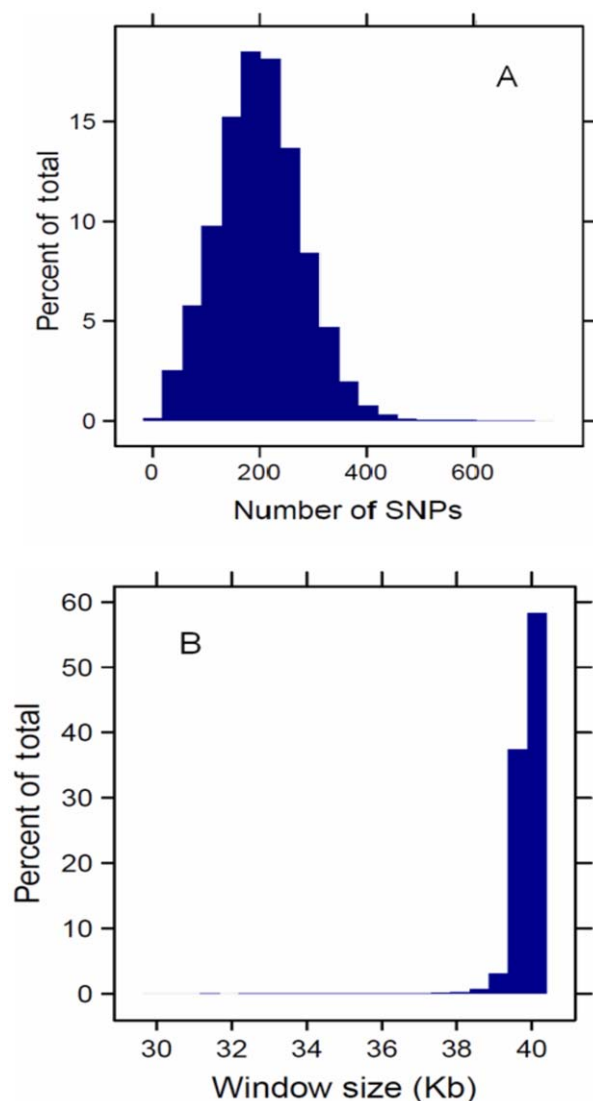 A
15
10
5
0
Percent of total
0 200 400 600
Number of SNPs
B
60
50
40
30
20
10
0
Percent of total
30 32 34 36 38 40
Window size (Kb)